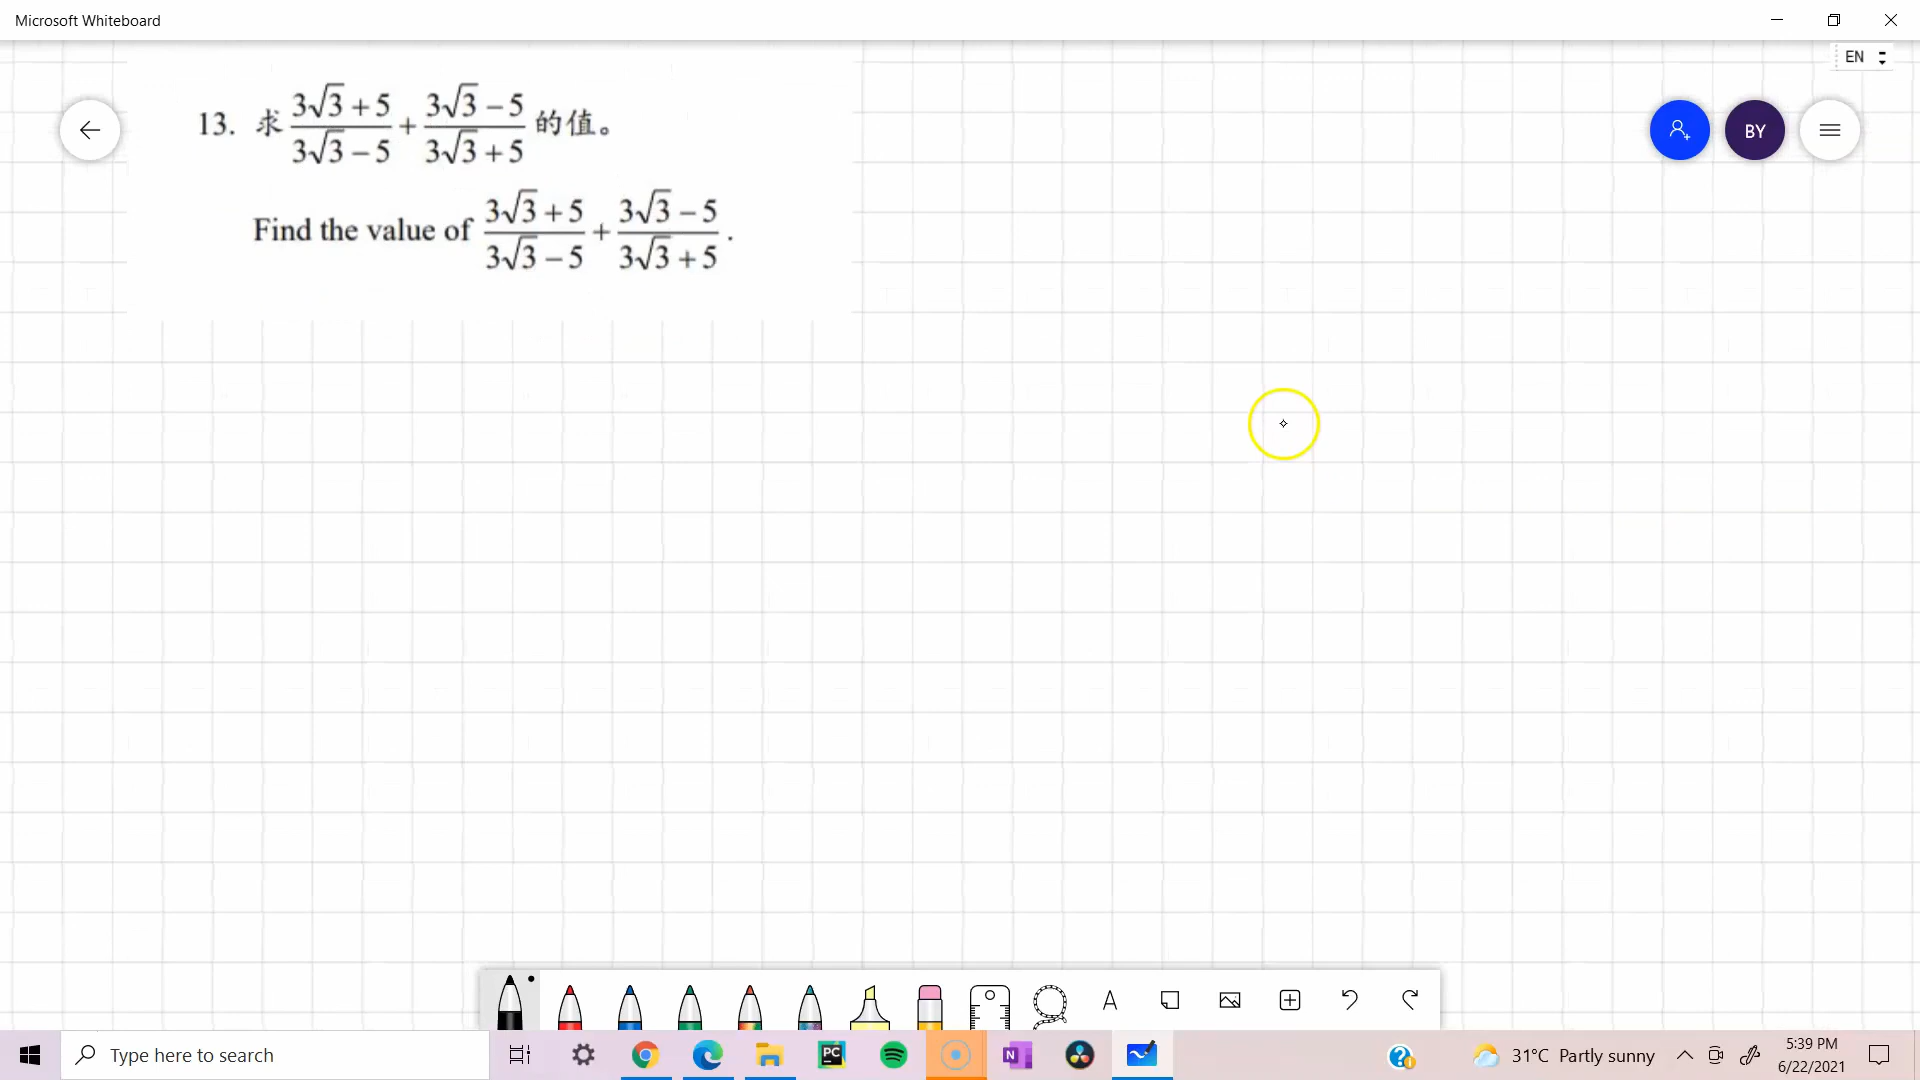 Microsoft Whiteboard
EN
BY
13. 求 (3√3 + 5)/(3√3 − 5) + (3√3 − 5)/(3√3 + 5) 的值。
Find the value of (3√3 + 5)/(3√3 − 5) + (3√3 − 5)/(3√3 + 5).
Type here to search
PC
N
31°C Partly sunny
5:39 PM
6/22/2021